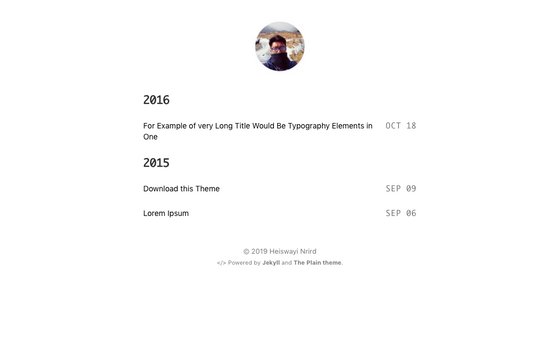 2016
For Example of very Long Title Would Be Typography Elements in OCT 18
One
2015
Download this Theme SEP 09
Lorem Ipsum SEP 06
© 2019 Heiswayi Nrird
</> Powered by Jekyll and The Plain theme.